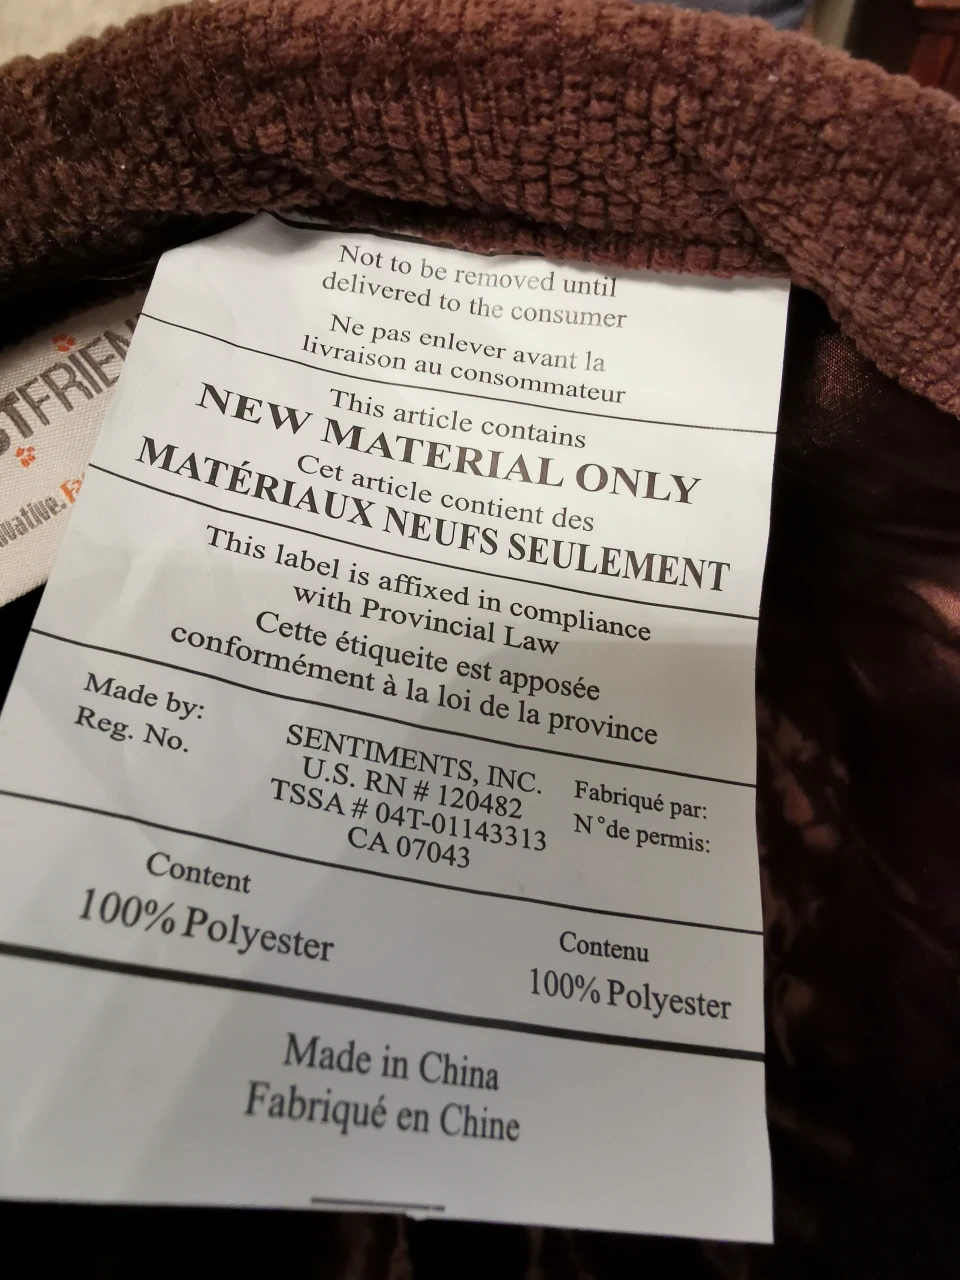 Not to be removed until
delivered to the consumer
Ne pas enlever avant la
livraison au consommateur
This article contains
NEW MATERIAL ONLY
Cet article contient des
MATÉRIAUX NEUFS SEULEMENT
This label is affixed in compliance
with Provincial Law
Cette étiqueite est apposée
conformément à la loi de la province
Made by:
Reg. No.
SENTIMENTS, INC.
U.S. RN # 120482
TSSA # 04T-01143313
CA 07043
Fabriqué par:
N°de permis:
Content
100% Polyester
Contenu
100% Polyester
Made in China
Fabriqué en Chine